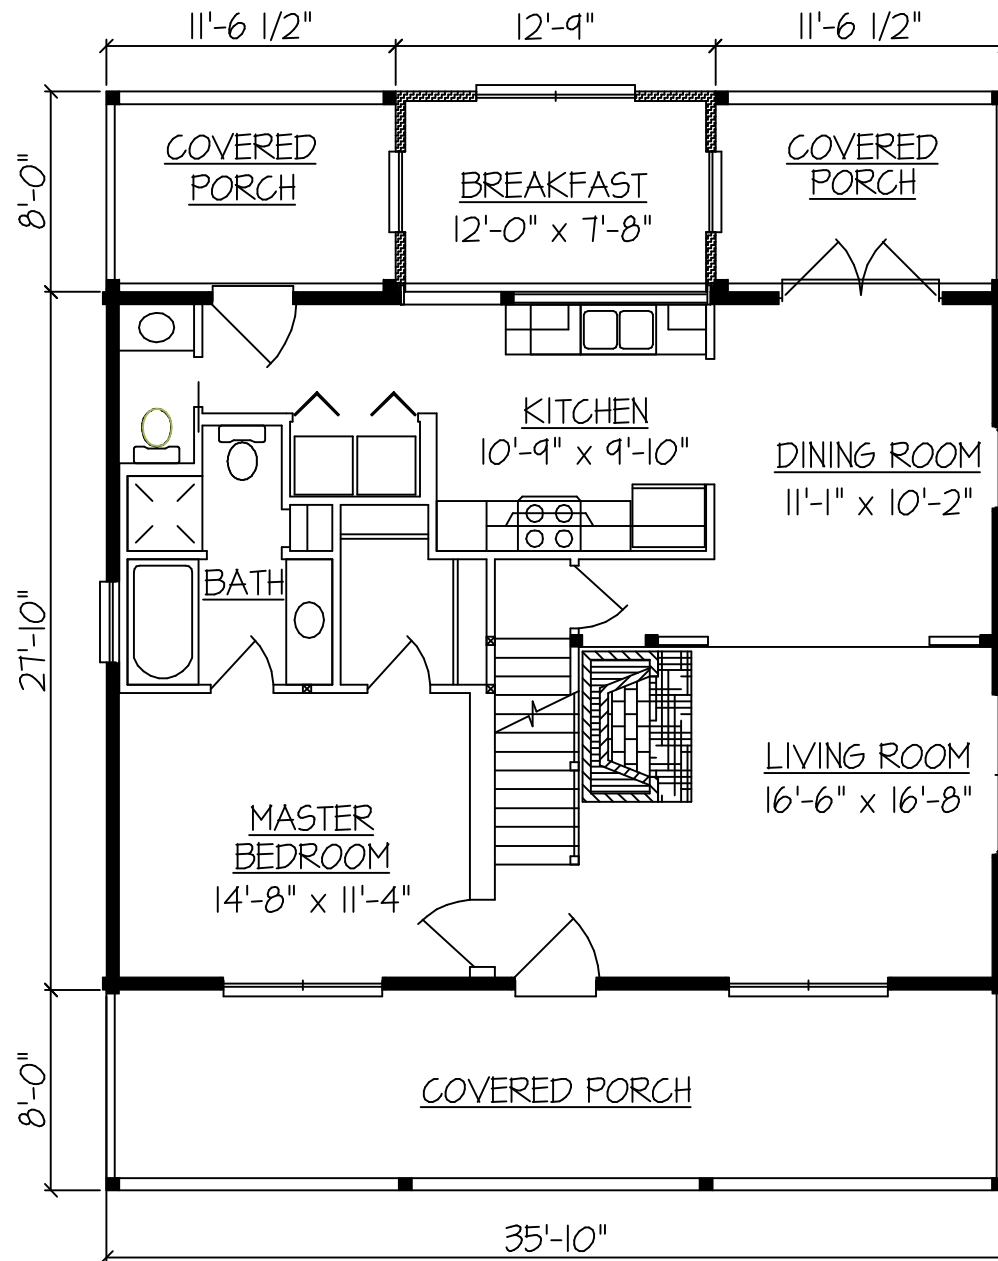 11'-6 1/2"
12'-9"
11'-6 1/2"
8'-0"
COVERED
PORCH
BREAKFAST
12'-0" x 7'-8"
COVERED
PORCH
KITCHEN
10'-9" x 9'-10"
DINING ROOM
11'-1" x 10'-2"
27'-10"
BATH
LIVING ROOM
16'-6" x 16'-8"
MASTER
BEDROOM
14'-8" x 11'-4"
8'-0"
COVERED PORCH
35'-10"